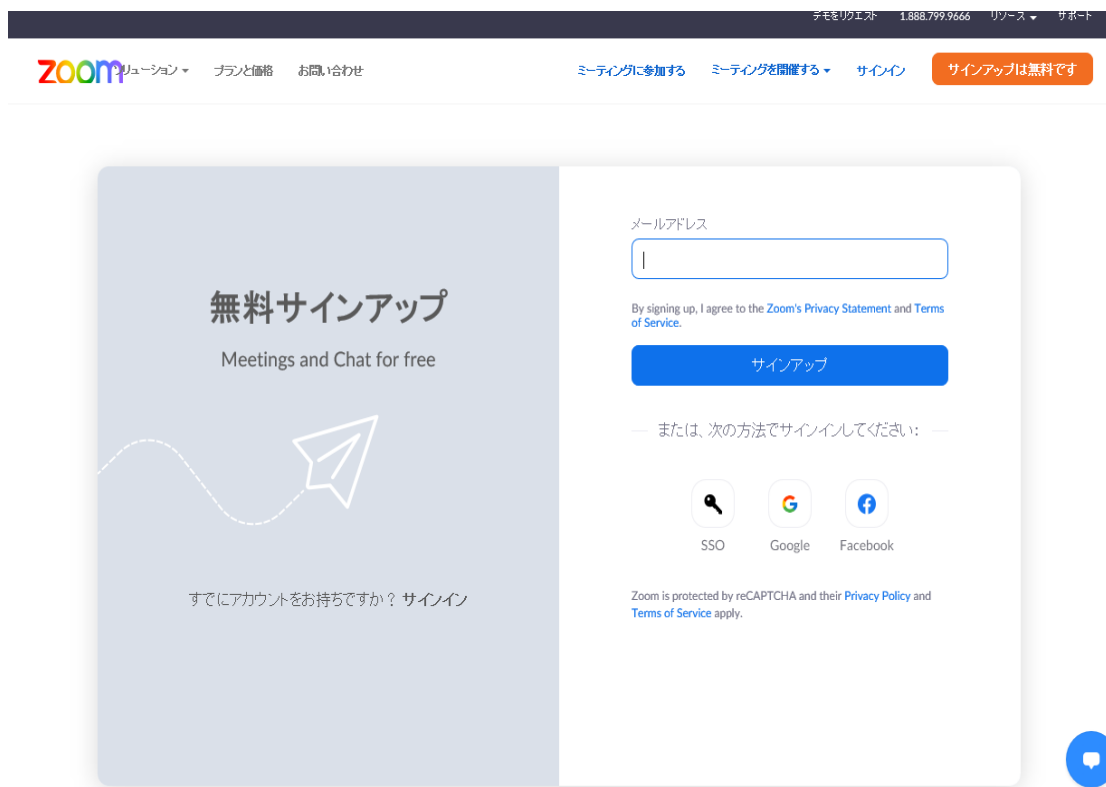 デモをリクエスト 1.888.799.9666 リソース サポート
zoom ソリューション プランと価格 お問い合わせ ミーティングに参加する ミーティングを開催する サインイン サインアップは無料です
無料サインアップ
Meetings and Chat for free
すでにアカウントをお持ちですか? サインイン
メールアドレス
By signing up, I agree to the Zoom's Privacy Statement and Terms
of Service.
サインアップ
または、次の方法でサインインしてください:
SSO Google Facebook
Zoom is protected by reCAPTCHA and their Privacy Policy and
Terms of Service apply.